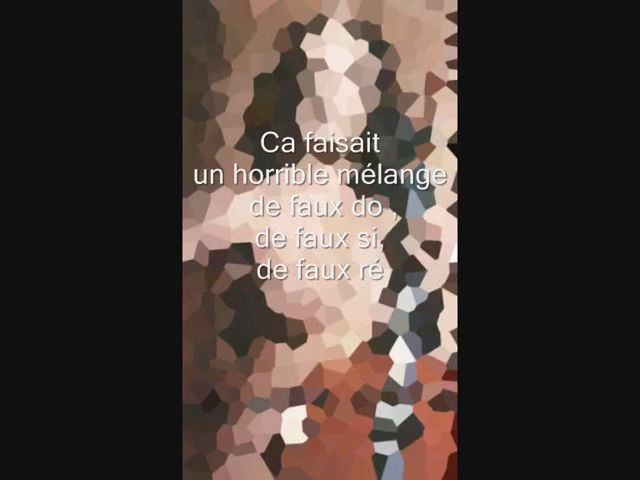 Ca faisait
un horrible mélange
de faux do ,
de faux si,
de faux ré